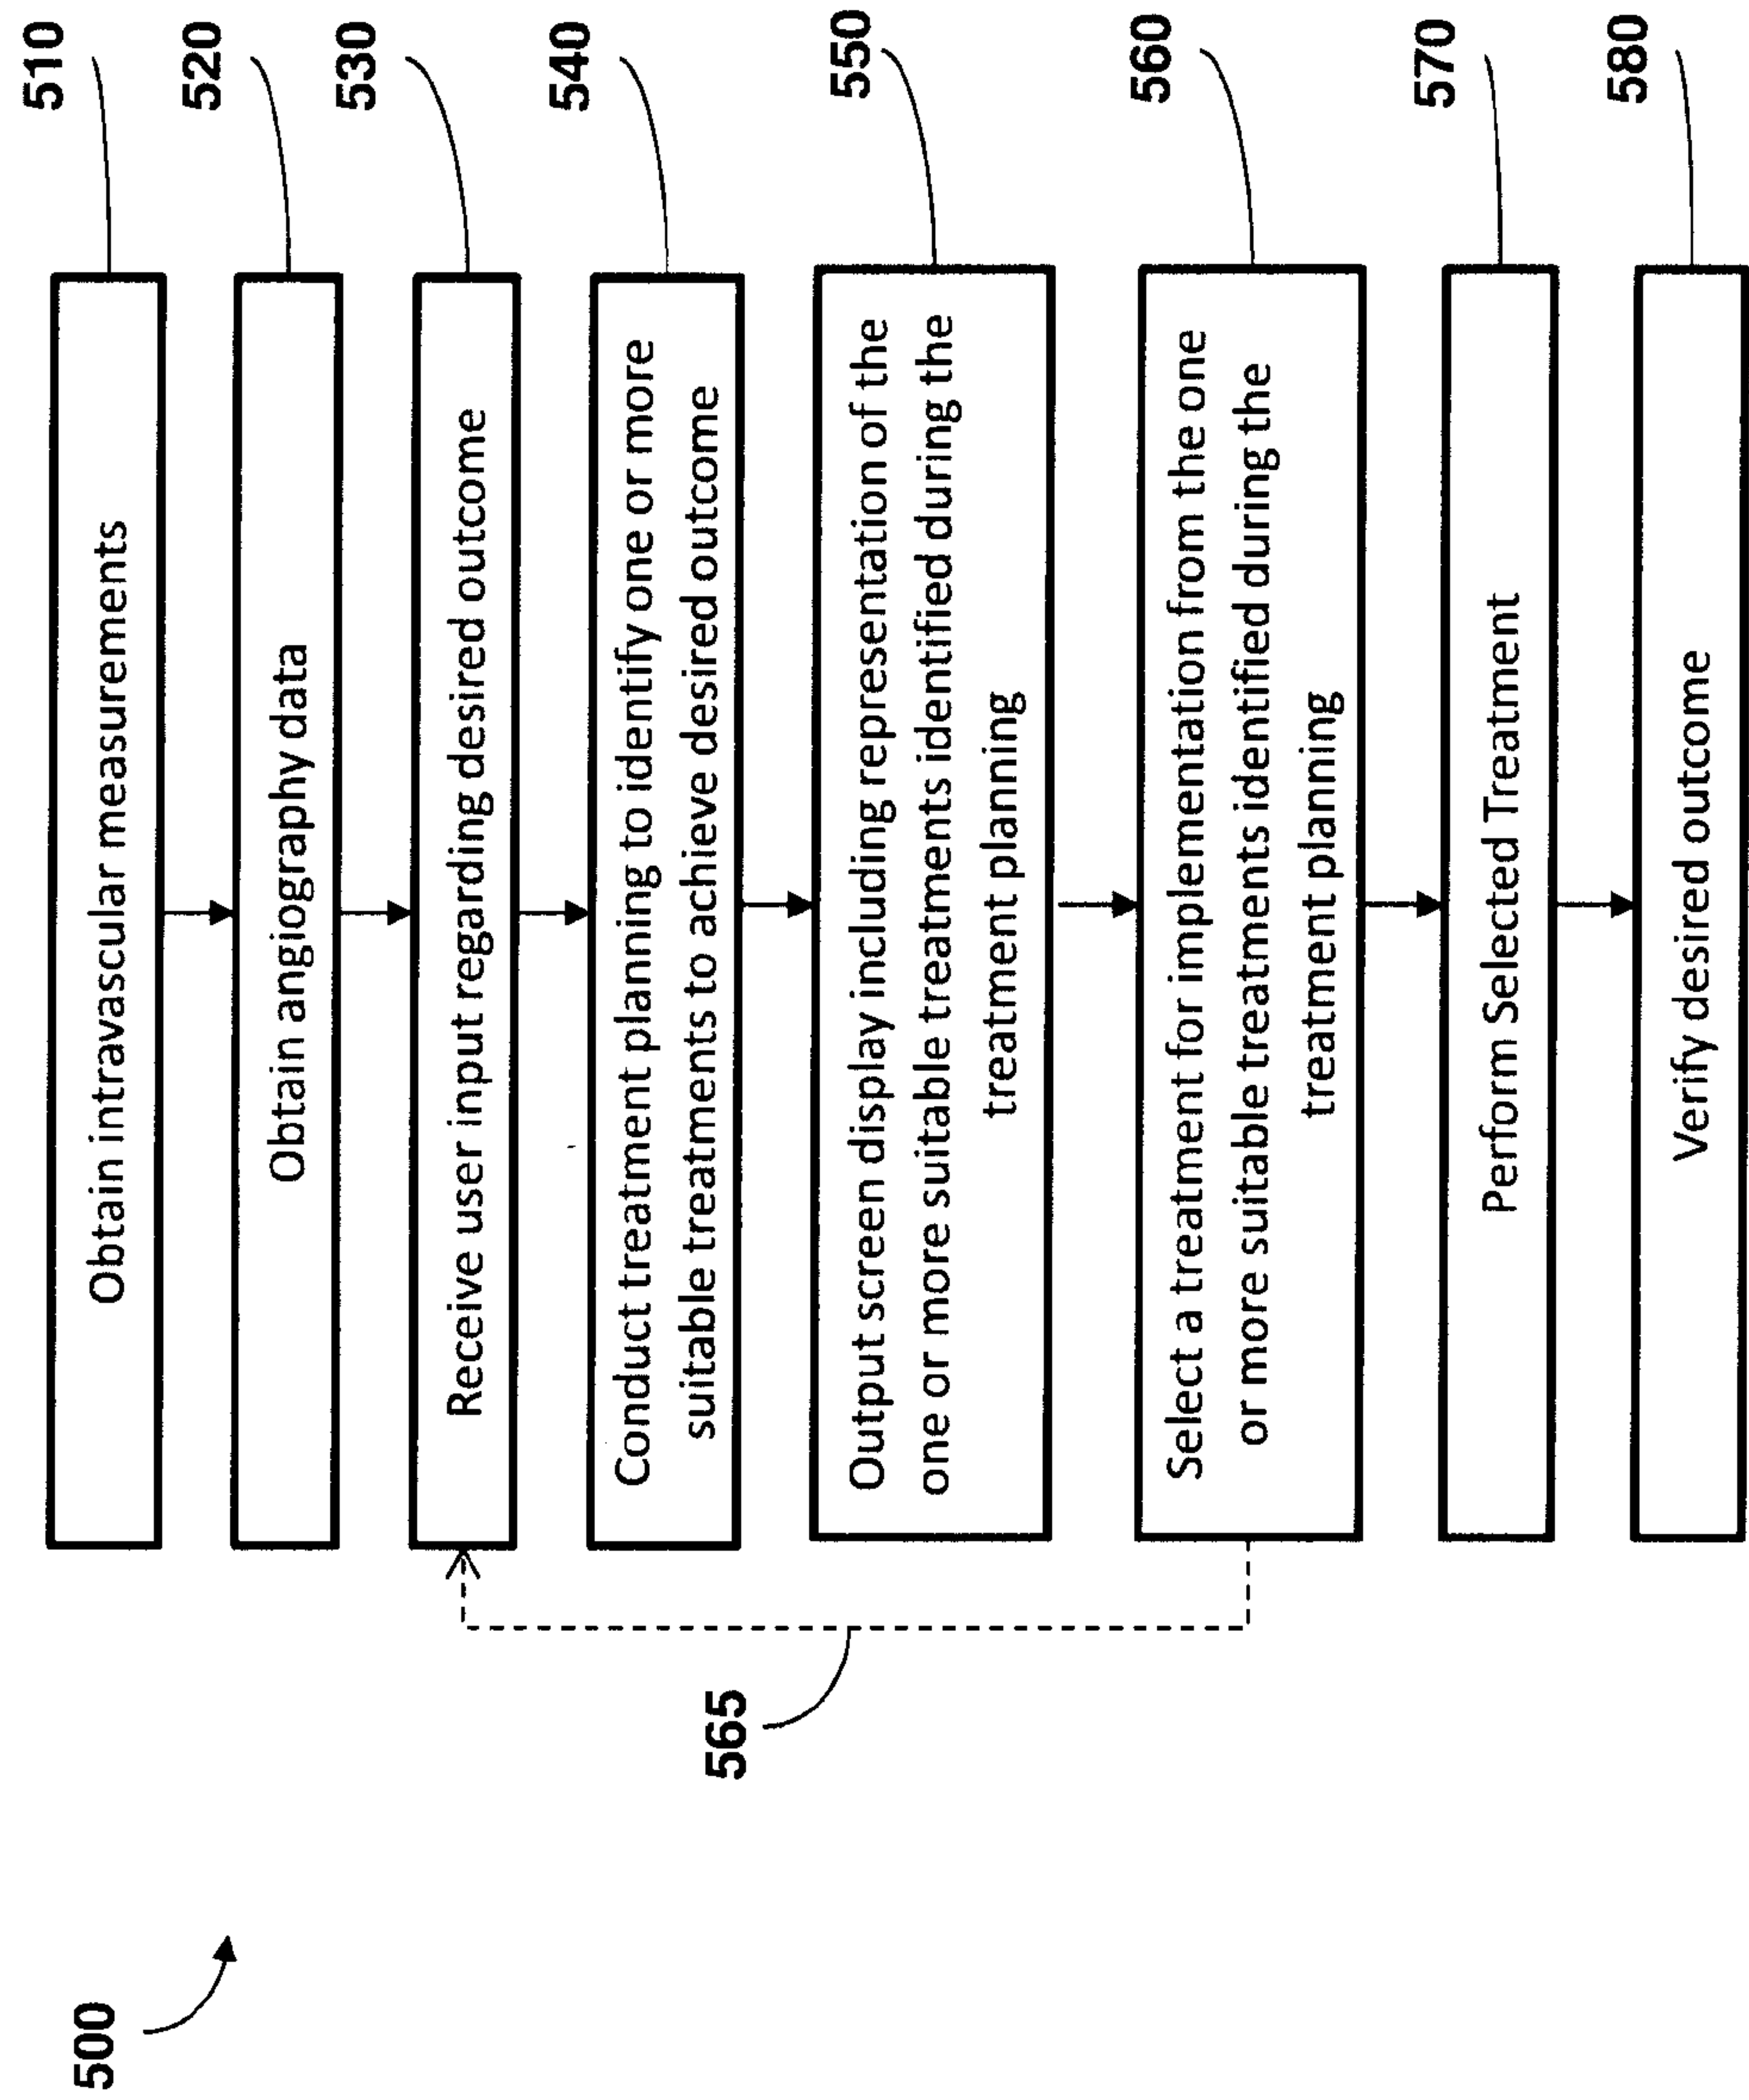 500
510
Obtain intravascular measurements
520
Obtain angiography data
530
Receive user input regarding desired outcome
540
Conduct treatment planning to identify one or more
suitable treatments to achieve desired outcome
550
Output screen display including representation of the
one or more suitable treatments identified during the
treatment planning
560
Select a treatment for implementation from the one
or more suitable treatments identified during the
treatment planning
565
570
Perform Selected Treatment
580
Verify desired outcome